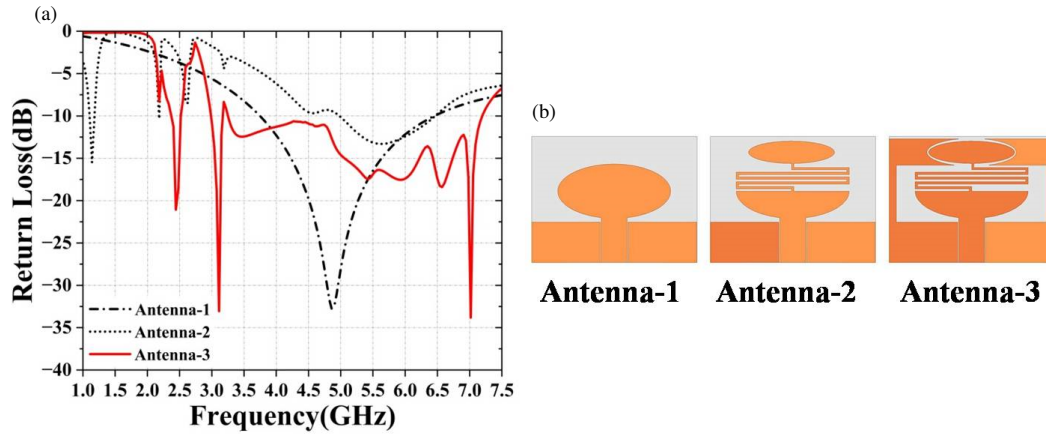 (a)
0
−5
−10
−15
−20
−25
−30
−35
−40
Return Loss(dB)
Antenna-1
Antenna-2
Antenna-3
1.0 1.5 2.0 2.5 3.0 3.5 4.0 4.5 5.0 5.5 6.0 6.5 7.0 7.5
Frequency(GHz)
(b)
Antenna-1 Antenna-2 Antenna-3